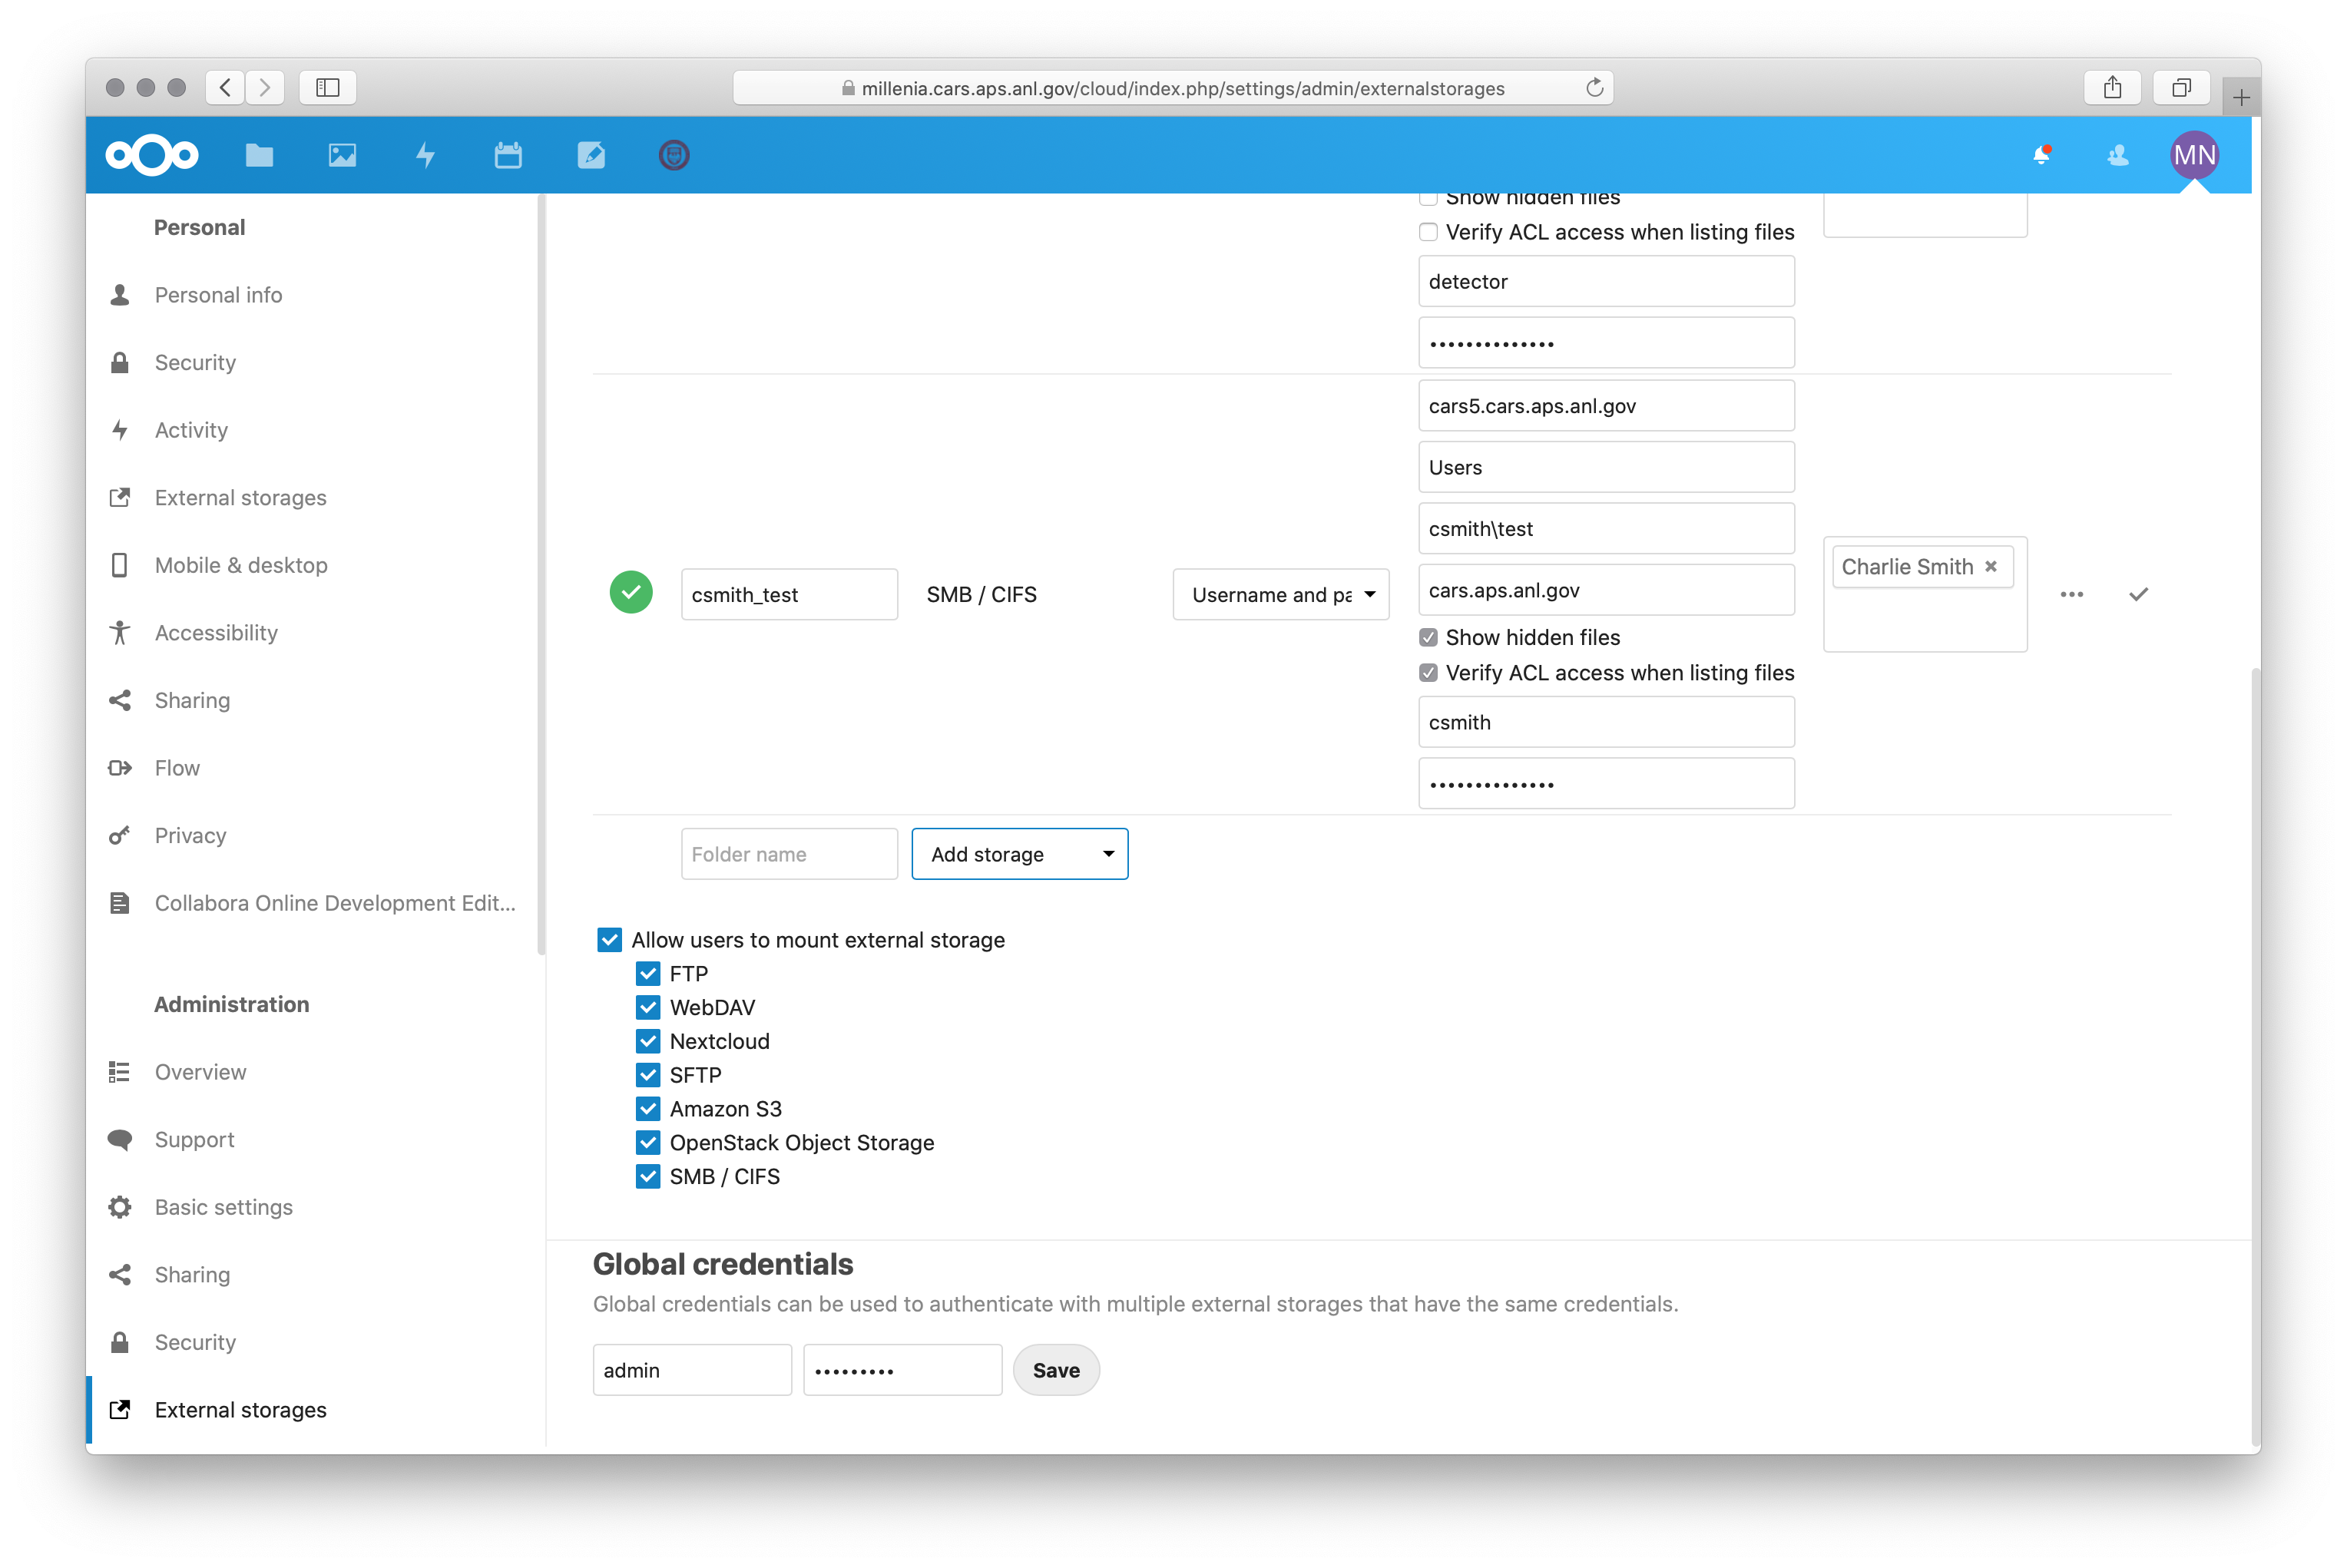 millenia.cars.aps.anl.gov/cloud/index.php/settings/admin/externalstorages
MN
Personal
Personal info
Security
Activity
External storages
Mobile & desktop
Accessibility
Sharing
Flow
Privacy
Collabora Online Development Edit...
Administration
Overview
Support
Basic settings
Sharing
Security
External storages
Show hidden files
Verify ACL access when listing files
detector
••••••••••••••
cars5.cars.aps.anl.gov
Users
csmith\test
csmith_test SMB / CIFS Username and pa cars.aps.anl.gov Charlie Smith
Show hidden files
Verify ACL access when listing files
csmith
••••••••••••••
Folder name Add storage
Allow users to mount external storage
FTP
WebDAV
Nextcloud
SFTP
Amazon S3
OpenStack Object Storage
SMB / CIFS
Global credentials
Global credentials can be used to authenticate with multiple external storages that have the same credentials.
admin ••••••••• Save